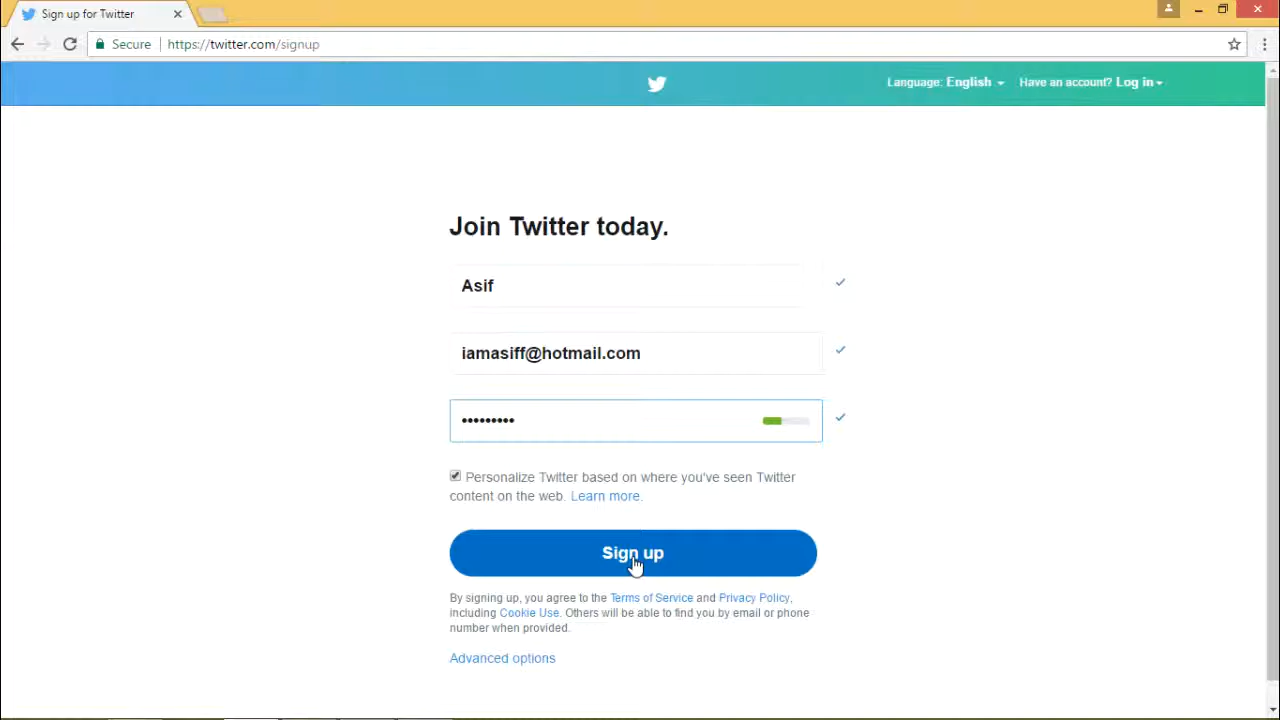 Sign up for Twitter
Secure https://twitter.com/signup
Language: English Have an account? Log in
Join Twitter today.
Asif
iamasiff@hotmail.com
•••••••••
Personalize Twitter based on where you've seen Twitter
content on the web. Learn more.
Sign up
By signing up, you agree to the Terms of Service and Privacy Policy,
including Cookie Use. Others will be able to find you by email or phone
number when provided.
Advanced options